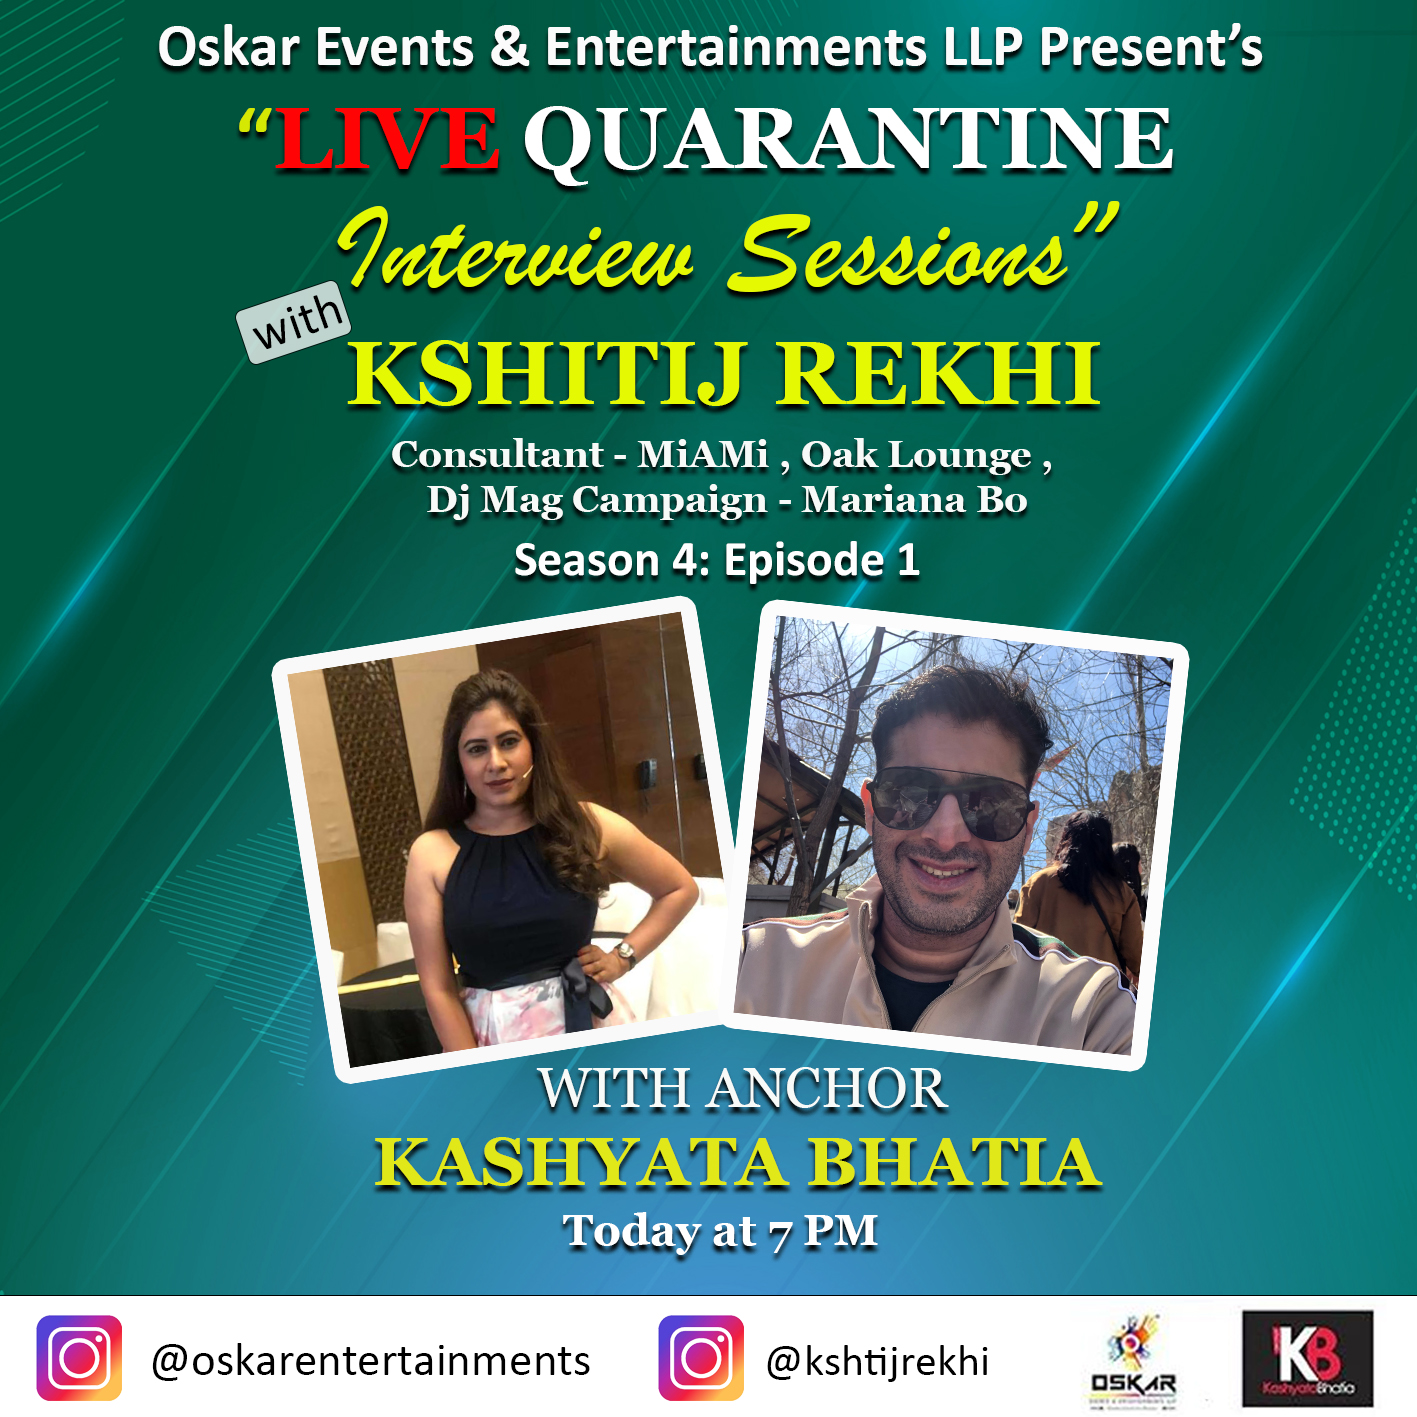 Oskar Events & Entertainments LLP Present’s
“LIVE QUARANTINE
Interview Sessions”
with
KSHITIJ REKHI
Consultant - MiAMi , Oak Lounge ,
Dj Mag Campaign - Mariana Bo
Season 4: Episode 1
WITH ANCHOR
KASHYATA BHATIA
Today at 7 PM
@oskarentertainments
@kshtijrekhi
OSKAR
KB
KashyataBhatia